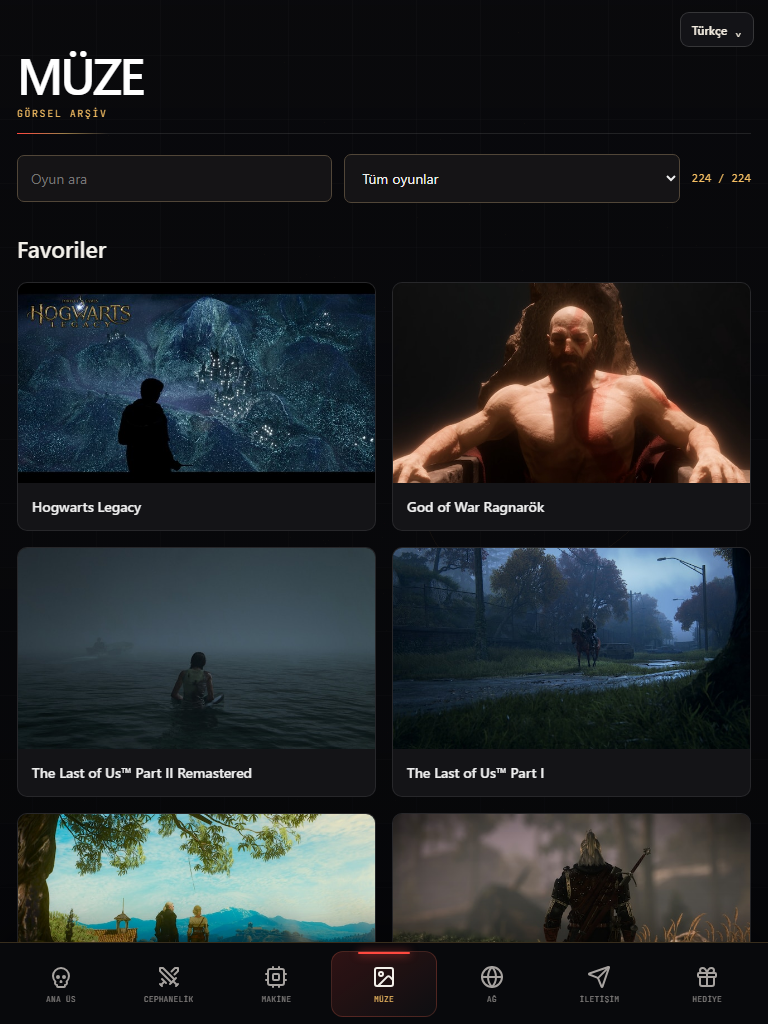 Türkçe
MÜZE
GÖRSEL ARŞİV
Oyun ara
Tüm oyunlar
224 / 224
Favoriler
HOGWARTS
LEGACY
Hogwarts Legacy
God of War Ragnarök
The Last of Us™ Part II Remastered
The Last of Us™ Part I
ANA ÜS
CEPHANELİK
MAKİNE
MÜZE
AĞ
İLETİŞİM
HEDİYE